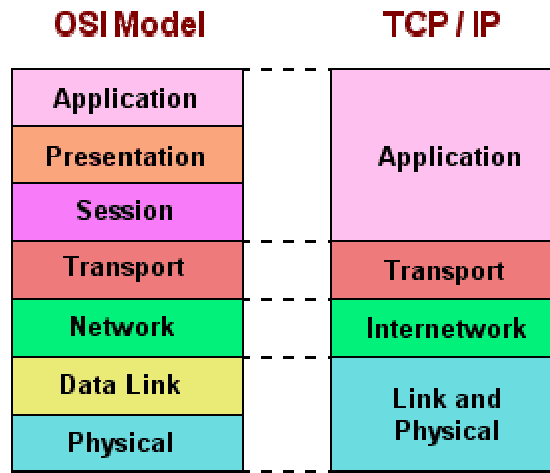 OSI Model
TCP / IP
Application
Presentation
Session
Transport
Network
Data Link
Physical
Application
Transport
Internetwork
Link and
Physical